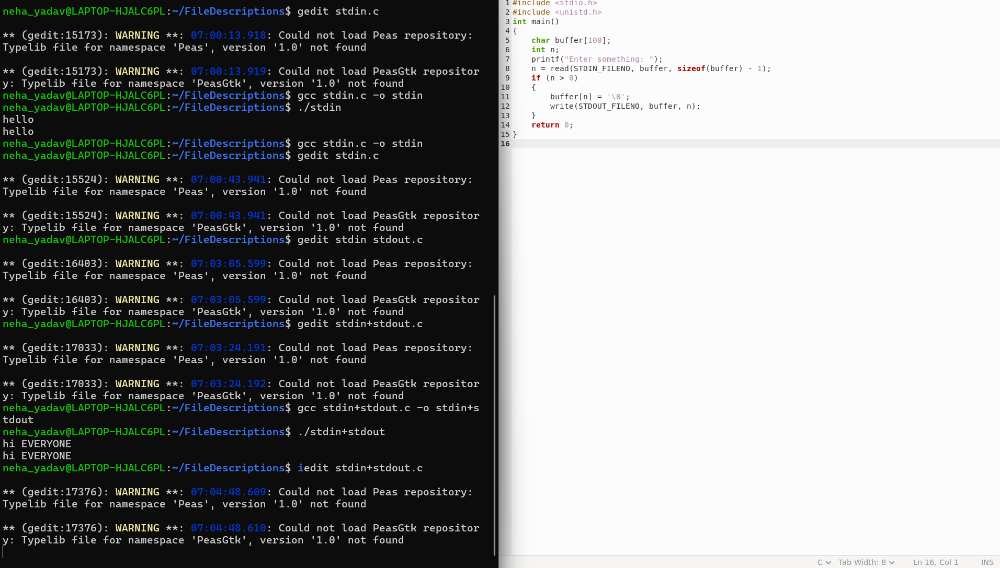 neha_yadav@LAPTOP-HJALC6PL:~/FileDescriptions$ gedit stdin.c
** (gedit:15173): WARNING **: 07:00:13.918: Could not load Peas repository:
Typelib file for namespace 'Peas', version '1.0' not found
** (gedit:15173): WARNING **: 07:00:13.919: Could not load PeasGtk repositor
y: Typelib file for namespace 'PeasGtk', version '1.0' not found
neha_yadav@LAPTOP-HJALC6PL:~/FileDescriptions$ gcc stdin.c -o stdin
neha_yadav@LAPTOP-HJALC6PL:~/FileDescriptions$ ./stdin
hello
hello
neha_yadav@LAPTOP-HJALC6PL:~/FileDescriptions$ gcc stdin.c -o stdin
neha_yadav@LAPTOP-HJALC6PL:~/FileDescriptions$ gedit stdin.c
** (gedit:15524): WARNING **: 07:00:43.941: Could not load Peas repository:
Typelib file for namespace 'Peas', version '1.0' not found
** (gedit:15524): WARNING **: 07:00:43.941: Could not load PeasGtk repositor
y: Typelib file for namespace 'PeasGtk', version '1.0' not found
neha_yadav@LAPTOP-HJALC6PL:~/FileDescriptions$ gedit stdin stdout.c
** (gedit:16403): WARNING **: 07:03:05.599: Could not load Peas repository:
Typelib file for namespace 'Peas', version '1.0' not found
** (gedit:16403): WARNING **: 07:03:05.599: Could not load PeasGtk repositor
y: Typelib file for namespace 'PeasGtk', version '1.0' not found
neha_yadav@LAPTOP-HJALC6PL:~/FileDescriptions$ gedit stdin+stdout.c
** (gedit:17033): WARNING **: 07:03:24.191: Could not load Peas repository:
Typelib file for namespace 'Peas', version '1.0' not found
** (gedit:17033): WARNING **: 07:03:24.192: Could not load PeasGtk repositor
y: Typelib file for namespace 'PeasGtk', version '1.0' not found
neha_yadav@LAPTOP-HJALC6PL:~/FileDescriptions$ gcc stdin+stdout.c -o stdin+s
tdout
neha_yadav@LAPTOP-HJALC6PL:~/FileDescriptions$ ./stdin+stdout
hi EVERYONE
hi EVERYONE
neha_yadav@LAPTOP-HJALC6PL:~/FileDescriptions$ iedit stdin+stdout.c
** (gedit:17376): WARNING **: 07:04:48.609: Could not load Peas repository:
Typelib file for namespace 'Peas', version '1.0' not found
** (gedit:17376): WARNING **: 07:04:48.610: Could not load PeasGtk repositor
y: Typelib file for namespace 'PeasGtk', version '1.0' not found
1 #include <stdio.h>
2 #include <unistd.h>
3 int main()
4 {
5     char buffer[100];
6     int n;
7     printf("Enter something: ");
8     n = read(STDIN_FILENO, buffer, sizeof(buffer) - 1);
9     if (n > 0)
10     {
11         buffer[n] = '\0';
12         write(STDOUT_FILENO, buffer, n);
13     }
14     return 0;
15 }
16
C Tab Width: 8 Ln 16, Col 1 INS